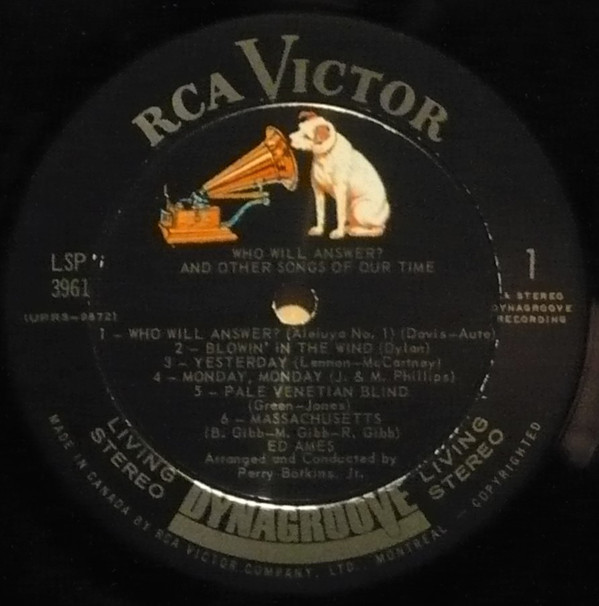 RCA VICTOR
WHO WILL ANSWER?
AND OTHER SONGS OF OUR TIME
LSP
3961
(UPRS-9872)
1
A STEREO
DYNAGROOVE
RECORDING
1 - WHO WILL ANSWER? (Aleluya No. 1) (Davis-Aute)
2 - BLOWIN' IN THE WIND (Dylan)
3 - YESTERDAY (Lennon-McCartney)
4 - MONDAY, MONDAY (J. & M. Phillips)
5 - PALE VENETIAN BLIND
(Green-Jones)
6 - MASSACHUSETTS
(B. Gibb-M. Gibb-R. Gibb)
ED AMES
Arranged and Conducted by
Perry Botkins, Jr.
LIVING
STEREO
LIVING
STEREO
DYNAGROOVE
MADE IN CANADA BY RCA VICTOR COMPANY, LTD., MONTREAL - COPYRIGHTED